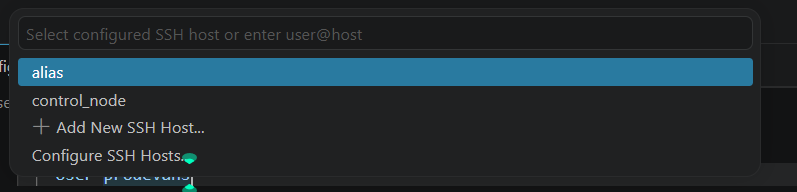 Select configured SSH host or enter user@host
alias
control_node
+ Add New SSH Host...
Configure SSH Hosts...